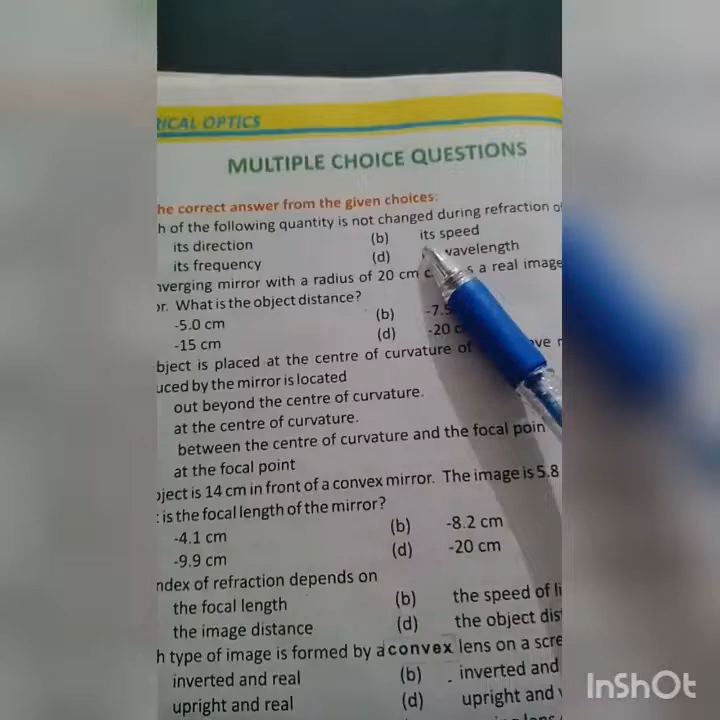 RICAL OPTICS
MULTIPLE CHOICE QUESTIONS
he correct answer from the given choices:
h of the following quantity is not changed during refraction of
its direction (b) its speed
its frequency (d) wavelength
nverging mirror with a radius of 20 cm c s a real image
or. What is the object distance?
-5.0 cm (b) -7.5
-15 cm (d) -20 c
bject is placed at the centre of curvature of ve
uced by the mirror is located
out beyond the centre of curvature.
at the centre of curvature.
between the centre of curvature and the focal poin
at the focal point
bject is 14 cm in front of a convex mirror. The image is 5.8
is the focal length of the mirror?
-4.1 cm (b) -8.2 cm
-9.9 cm (d) -20 cm
ndex of refraction depends on
the focal length (b) the speed of li
the image distance (d) the object dis
h type of image is formed by a convex lens on a scre
inverted and real (b) inverted and
upright and real (d) upright and
InShOt